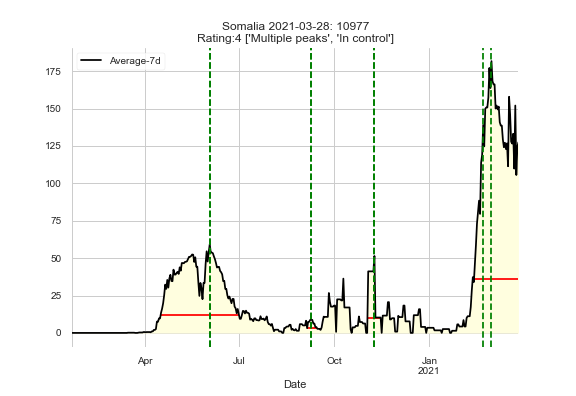 Somalia 2021-03-28: 10977
Rating:4 ['Multiple peaks', 'In control']
Average-7d
175
150
125
100
75
50
25
0
Apr
Jul
Oct
Jan
2021
Date